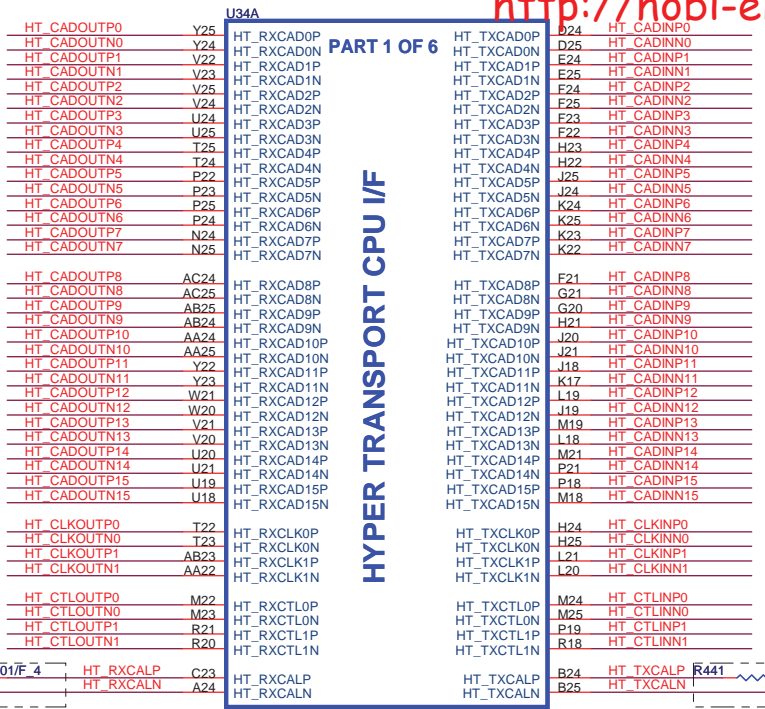 U34A http://hobi-e
HT_CADOUTP0 Y25 HT_RXCAD0P PART 1 OF 6 HT_TXCAD0P D24 HT_CADINP0
HT_CADOUTN0 Y24 HT_RXCAD0N HT_TXCAD0N D25 HT_CADINN0
HT_CADOUTP1 V22 HT_RXCAD1P HT_TXCAD1P E24 HT_CADINP1
HT_CADOUTN1 V23 HT_RXCAD1N HT_TXCAD1N E25 HT_CADINN1
HT_CADOUTP2 V25 HT_RXCAD2P HT_TXCAD2P F24 HT_CADINP2
HT_CADOUTN2 V24 HT_RXCAD2N HT_TXCAD2N F25 HT_CADINN2
HT_CADOUTP3 U24 HT_RXCAD3P HT_TXCAD3P F23 HT_CADINP3
HT_CADOUTN3 U25 HT_RXCAD3N HT_TXCAD3N F22 HT_CADINN3
HT_CADOUTP4 T25 HT_RXCAD4P HT_TXCAD4P H23 HT_CADINP4
HT_CADOUTN4 T24 HT_RXCAD4N HT_TXCAD4N H22 HT_CADINN4
HT_CADOUTP5 P22 HT_RXCAD5P HT_TXCAD5P J25 HT_CADINP5
HT_CADOUTN5 P23 HT_RXCAD5N HT_TXCAD5N J24 HT_CADINN5
HT_CADOUTP6 P25 HT_RXCAD6P HT_TXCAD6P K24 HT_CADINP6
HT_CADOUTN6 P24 HT_RXCAD6N HT_TXCAD6N K25 HT_CADINN6
HT_CADOUTP7 N24 HT_RXCAD7P HT_TXCAD7P K23 HT_CADINP7
HT_CADOUTN7 N25 HT_RXCAD7N HT_TXCAD7N K22 HT_CADINN7
HT_CADOUTP8 AC24 HT_RXCAD8P HT_TXCAD8P F21 HT_CADINP8
HT_CADOUTN8 AC25 HT_RXCAD8N HT_TXCAD8N G21 HT_CADINN8
HT_CADOUTP9 AB25 HT_RXCAD9P HT_TXCAD9P G20 HT_CADINP9
HT_CADOUTN9 AB24 HT_RXCAD9N HT_TXCAD9N H21 HT_CADINN9
HT_CADOUTP10 AA24 HT_RXCAD10P HT_TXCAD10P J20 HT_CADINP10
HT_CADOUTN10 AA25 HT_RXCAD10N HT_TXCAD10N J21 HT_CADINN10
HT_CADOUTP11 Y22 HT_RXCAD11P HT_TXCAD11P J18 HT_CADINP11
HT_CADOUTN11 Y23 HT_RXCAD11N HT_TXCAD11N K17 HT_CADINN11
HT_CADOUTP12 W21 HT_RXCAD12P HT_TXCAD12P L19 HT_CADINP12
HT_CADOUTN12 W20 HT_RXCAD12N HT_TXCAD12N J19 HT_CADINN12
HT_CADOUTP13 V21 HT_RXCAD13P HT_TXCAD13P M19 HT_CADINP13
HT_CADOUTN13 V20 HT_RXCAD13N HT_TXCAD13N L18 HT_CADINN13
HT_CADOUTP14 U20 HT_RXCAD14P HT_TXCAD14P M21 HT_CADINP14
HT_CADOUTN14 U21 HT_RXCAD14N HT_TXCAD14N P21 HT_CADINN14
HT_CADOUTP15 U19 HT_RXCAD15P HT_TXCAD15P P18 HT_CADINP15
HT_CADOUTN15 U18 HT_RXCAD15N HT_TXCAD15N M18 HT_CADINN15
HT_CLKOUTP0 T22 HT_RXCLK0P HT_TXCLK0P H24 HT_CLKINP0
HT_CLKOUTN0 T23 HT_RXCLK0N HT_TXCLK0N H25 HT_CLKINN0
HT_CLKOUTP1 AB23 HT_RXCLK1P HT_TXCLK1P L21 HT_CLKINP1
HT_CLKOUTN1 AA22 HT_RXCLK1N HT_TXCLK1N L20 HT_CLKINN1
HT_CTLOUTP0 M22 HT_RXCTL0P HT_TXCTL0P M24 HT_CTLINP0
HT_CTLOUTN0 M23 HT_RXCTL0N HT_TXCTL0N M25 HT_CTLINN0
HT_CTLOUTP1 R21 HT_RXCTL1P HT_TXCTL1P P19 HT_CTLINP1
HT_CTLOUTN1 R20 HT_RXCTL1N HT_TXCTL1N R18 HT_CTLINN1
01/F_4 HT_RXCALP C23 HT_RXCALP HT_TXCALP B24 HT_TXCALP R441
HT_RXCALN A24 HT_RXCALN HT_TXCALN B25 HT_TXCALN
HYPER TRANSPORT CPU I/F